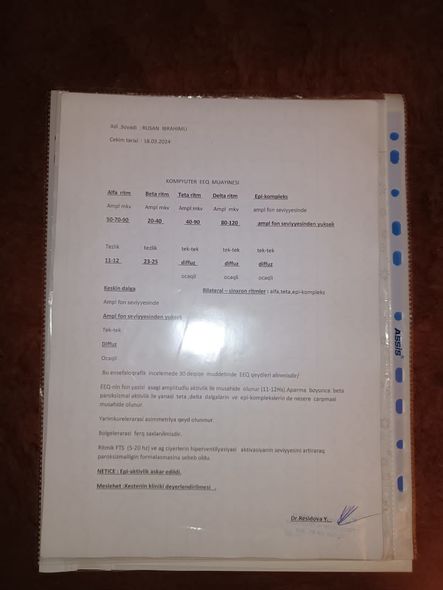 Ad ,Soyadi : RUSAN IBRAHIMLI
Cekim tarisi : 18.03.2024
KOMPYUTER EEQ MUAYINESI
Alfa ritm Beta ritm Teta ritm Delta ritm Epi-kompleks
Ampl mkv Ampl mkv Ampl mkv Ampl mkv ampl fon seviyyesinde
50-70-90 20-40 40-90 80-120 ampl fon seviyyesinden yuksek
Tezlik tezlik tek-tek tek-tek tek-tek
11-12 23-25 diffuz diffuz diffuz
ocaqli ocaqli ocaqli
Keskin dalga Bilateral – sinxron ritmler : alfa,teta,epi-kompleks
Ampl fon seviyyesinde
Ampl fon seviyyesinden yuksek
Tek-tek
Diffuz
Ocaqli
.Bu ensefaloqrafik incelemede 30 deqiqe muddetinde EEQ qeydleri alinmisdir/
EEQ-nin fon yazisi asagi amplitudlu aktivlik ile musahide olunur (11-12Hs).Aparma boyunca beta
paroksizmal aktivlik ile yanasi teta ,delta dalgalarin ve epi-komplekslerin de nezere carpmasi
musahide olunur.
Yarimkurelerarasi asimmetriya qeyd olunmur.
Bolgelerarasi ferq saxlanilmisdir.
Ritmik FTS (5-20 hz) ve ag ciyerlerin hiperventilyasiyasi aktivasiyanin seviyyesini artiraraq
paroksizmalligin formalasmasina sebeb oldu.
NETICE : Epi-aktivlik askar edildi.
Meslehet :Xestenin kliniki deyerlendirilmesi .
Dr.Residova Y.
ASSIS